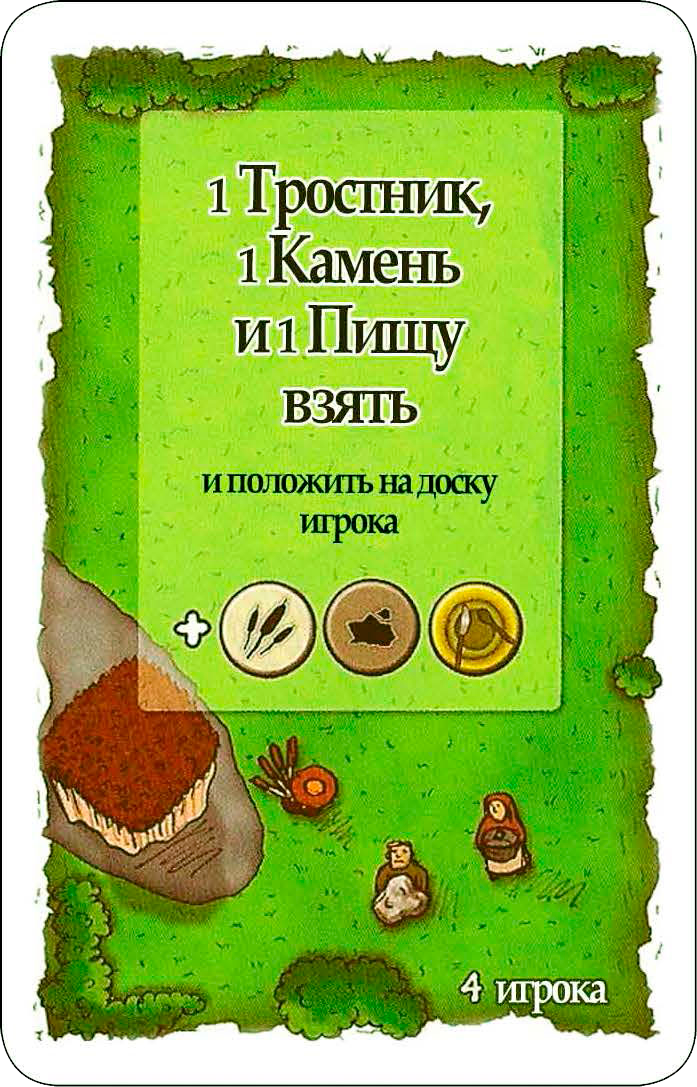 1 Тростник,
1 Камень
и 1 Пищу
взять
и положить на доску
игрока
+
4 игрока